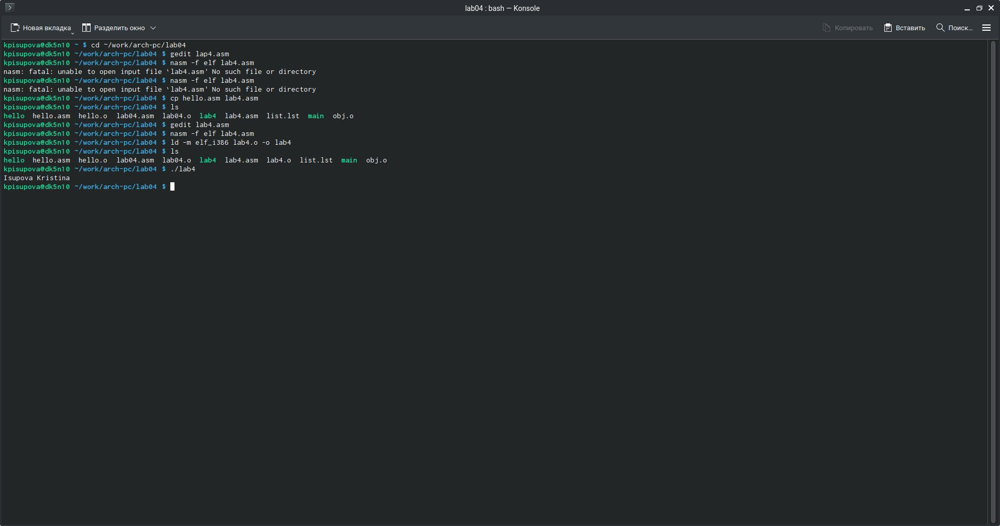 lab04 : bash — Konsole
Новая вкладка Разделить окно Копировать Вставить Поиск...
kpisupova@dk5n10 ~ $ cd ~/work/arch-pc/lab04
kpisupova@dk5n10 ~/work/arch-pc/lab04 $ gedit lap4.asm
kpisupova@dk5n10 ~/work/arch-pc/lab04 $ nasm -f elf lab4.asm
nasm: fatal: unable to open input file `lab4.asm' No such file or directory
kpisupova@dk5n10 ~/work/arch-pc/lab04 $ nasm -f elf lab4.asm
nasm: fatal: unable to open input file `lab4.asm' No such file or directory
kpisupova@dk5n10 ~/work/arch-pc/lab04 $ cp hello.asm lab4.asm
kpisupova@dk5n10 ~/work/arch-pc/lab04 $ ls
hello  hello.asm  hello.o  lab04.asm  lab04.o  lab4  lab4.asm  list.lst  main  obj.o
kpisupova@dk5n10 ~/work/arch-pc/lab04 $ gedit lab4.asm
kpisupova@dk5n10 ~/work/arch-pc/lab04 $ nasm -f elf lab4.asm
kpisupova@dk5n10 ~/work/arch-pc/lab04 $ ld -m elf_i386 lab4.o -o lab4
kpisupova@dk5n10 ~/work/arch-pc/lab04 $ ls
hello  hello.asm  hello.o  lab04.asm  lab04.o  lab4  lab4.asm  lab4.o  list.lst  main  obj.o
kpisupova@dk5n10 ~/work/arch-pc/lab04 $ ./lab4
Isupova Kristina
kpisupova@dk5n10 ~/work/arch-pc/lab04 $